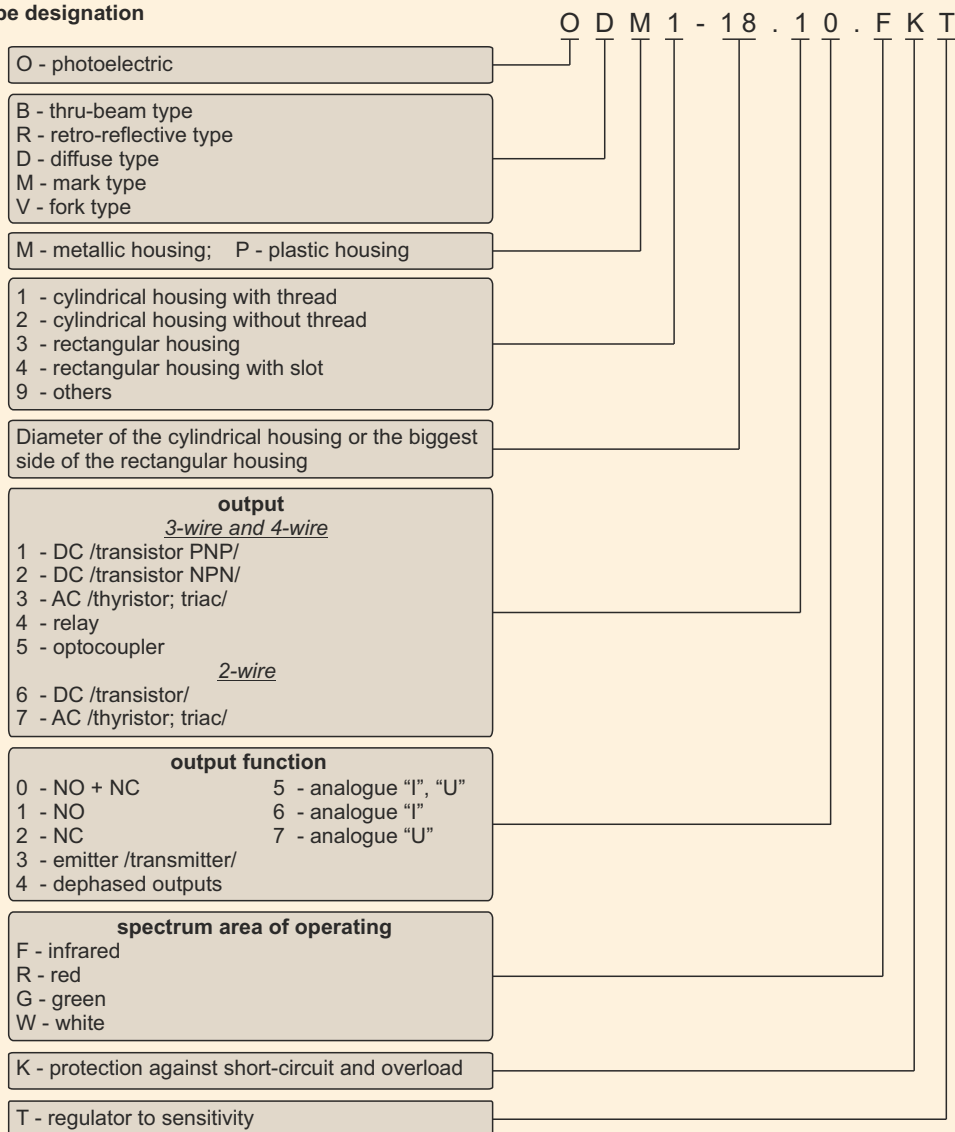 pe designation
O D M 1 - 18 . 1 0 . F K T
O - photoelectric
B - thru-beam type
R - retro-reflective type
D - diffuse type
M - mark type
V - fork type
M - metallic housing; P - plastic housing
1 - cylindrical housing with thread
2 - cylindrical housing without thread
3 - rectangular housing
4 - rectangular housing with slot
9 - others
Diameter of the cylindrical housing or the biggest
side of the rectangular housing
output
3-wire and 4-wire
1 - DC /transistor PNP/
2 - DC /transistor NPN/
3 - AC /thyristor; triac/
4 - relay
5 - optocoupler
2-wire
6 - DC /transistor/
7 - AC /thyristor; triac/
output function
0 - NO + NC 5 - analogue “I”, “U”
1 - NO 6 - analogue “I”
2 - NC 7 - analogue “U”
3 - emitter /transmitter/
4 - dephased outputs
spectrum area of operating
F - infrared
R - red
G - green
W - white
K - protection against short-circuit and overload
T - regulator to sensitivity